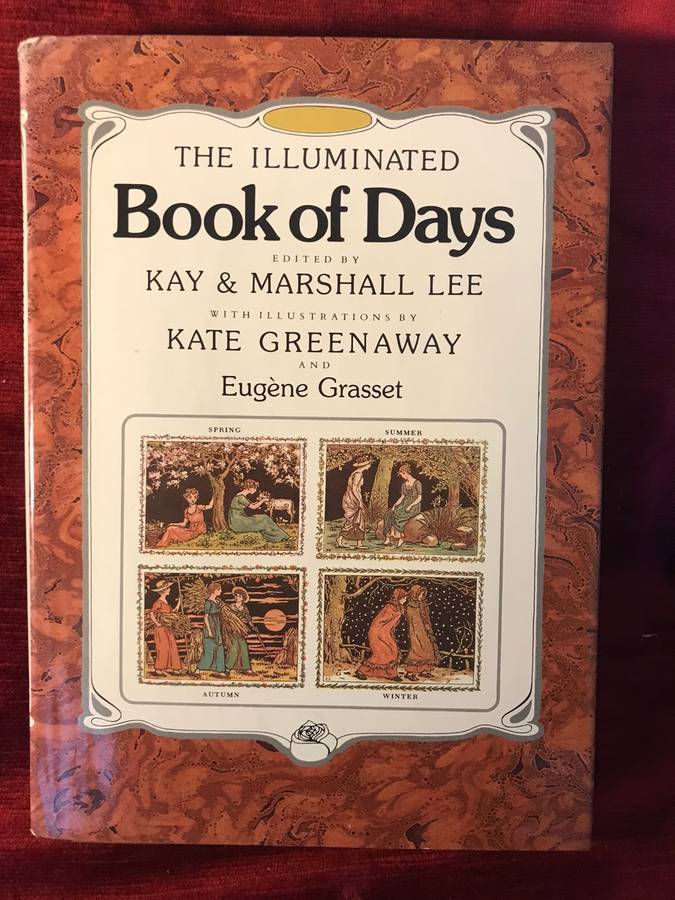 THE ILLUMINATED
Book of Days
EDITED BY
KAY & MARSHALL LEE
WITH ILLUSTRATIONS BY
KATE GREENAWAY
AND
Eugène Grasset
SPRING SUMMER
AUTUMN WINTER